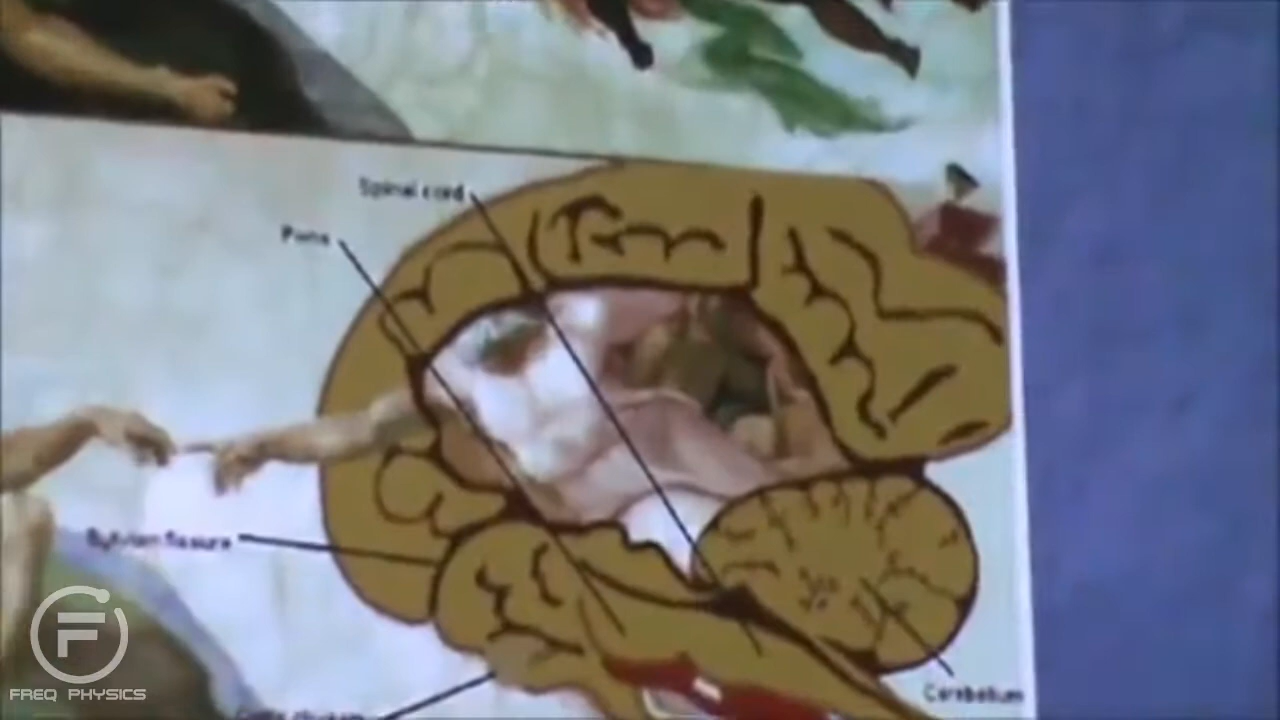 Spinal cord
Pons
Sylvian fissure
Cerebellum
F
FREQ PHYSICS